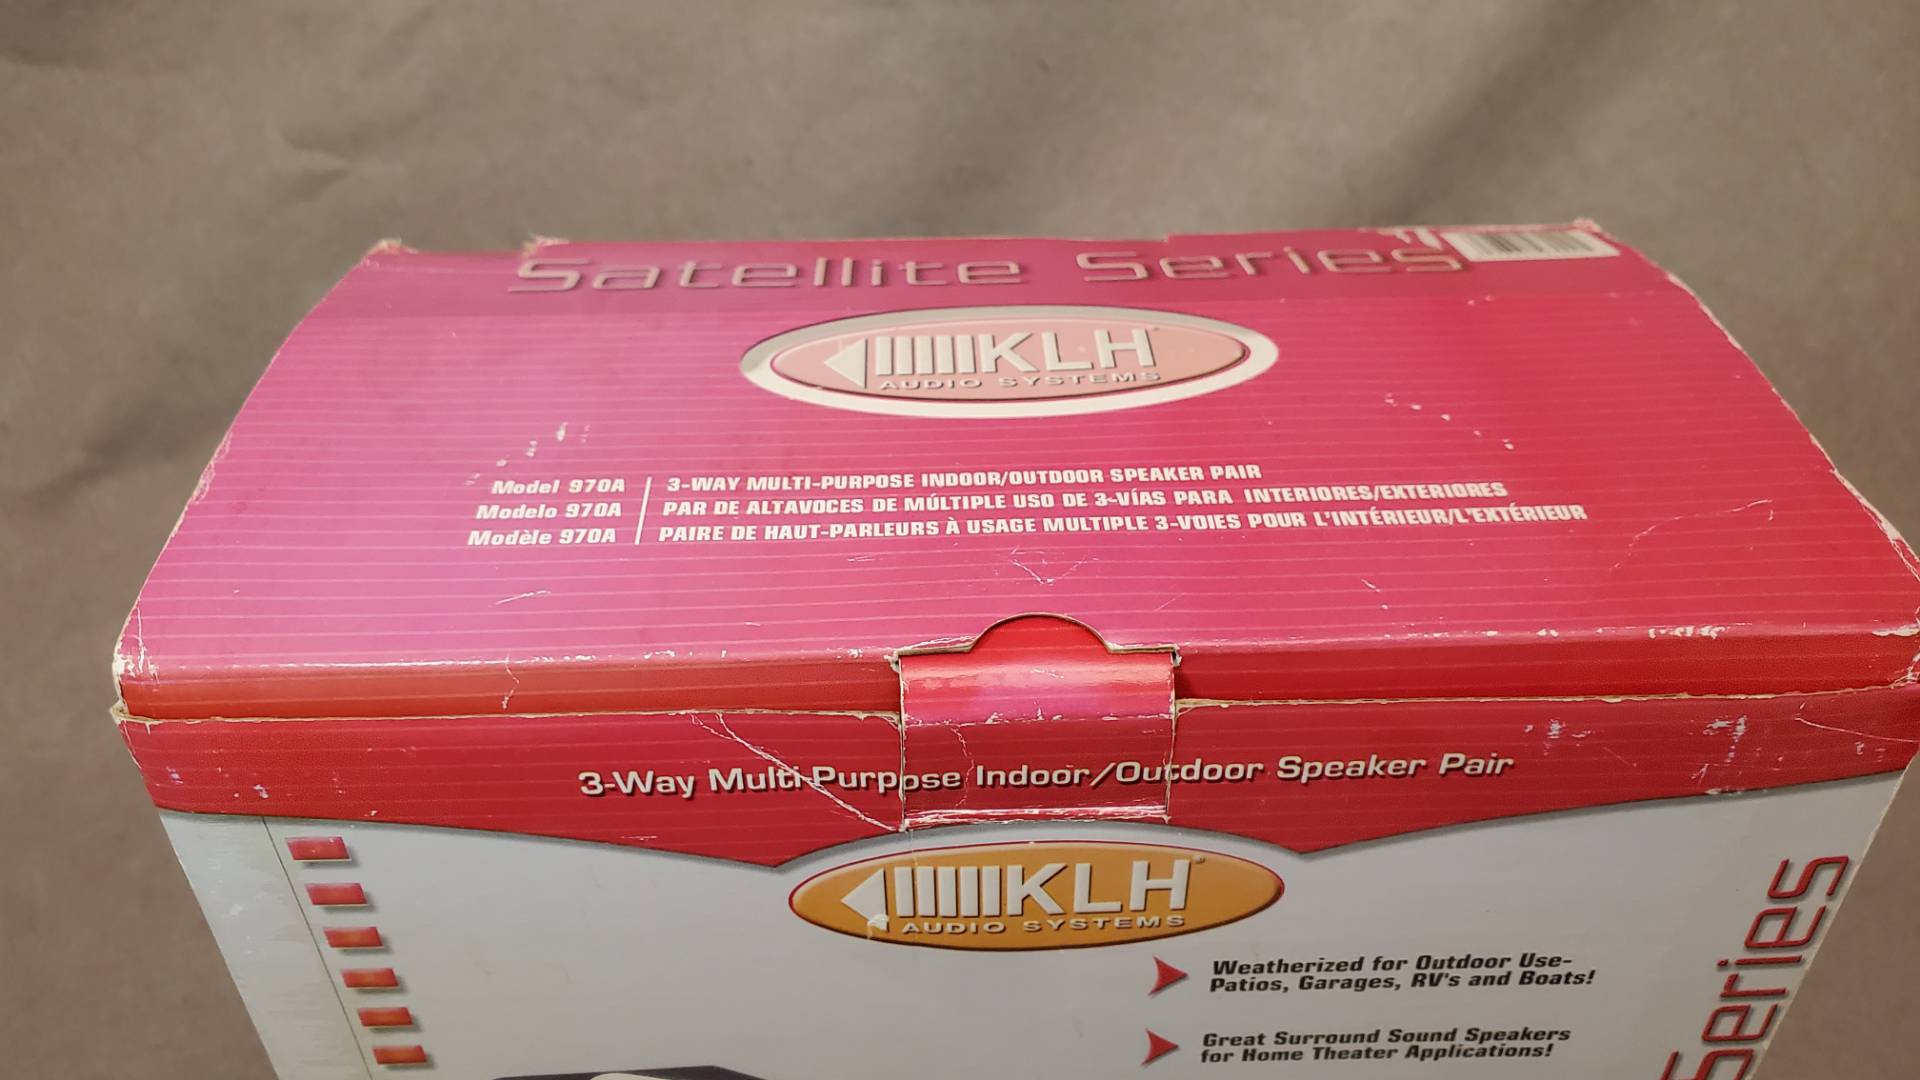 Satellite Series
KLH
AUDIO SYSTEMS
Model 970A 3-WAY MULTI-PURPOSE INDOOR/OUTDOOR SPEAKER PAIR
Modelo 970A PAR DE ALTAVOCES DE MÚLTIPLE USO DE 3-VÍAS PARA INTERIORES/EXTERIORES
Modèle 970A PAIRE DE HAUT-PARLEURS À USAGE MULTIPLE 3-VOIES POUR L'INTÉRIEUR/L'EXTÉRIEUR
3-Way Multi-Purpose Indoor/Outdoor Speaker Pair
KLH®
AUDIO SYSTEMS
Weatherized for Outdoor Use-
Patios, Garages, RV's and Boats!
Great Surround Sound Speakers
for Home Theater Applications!
Series